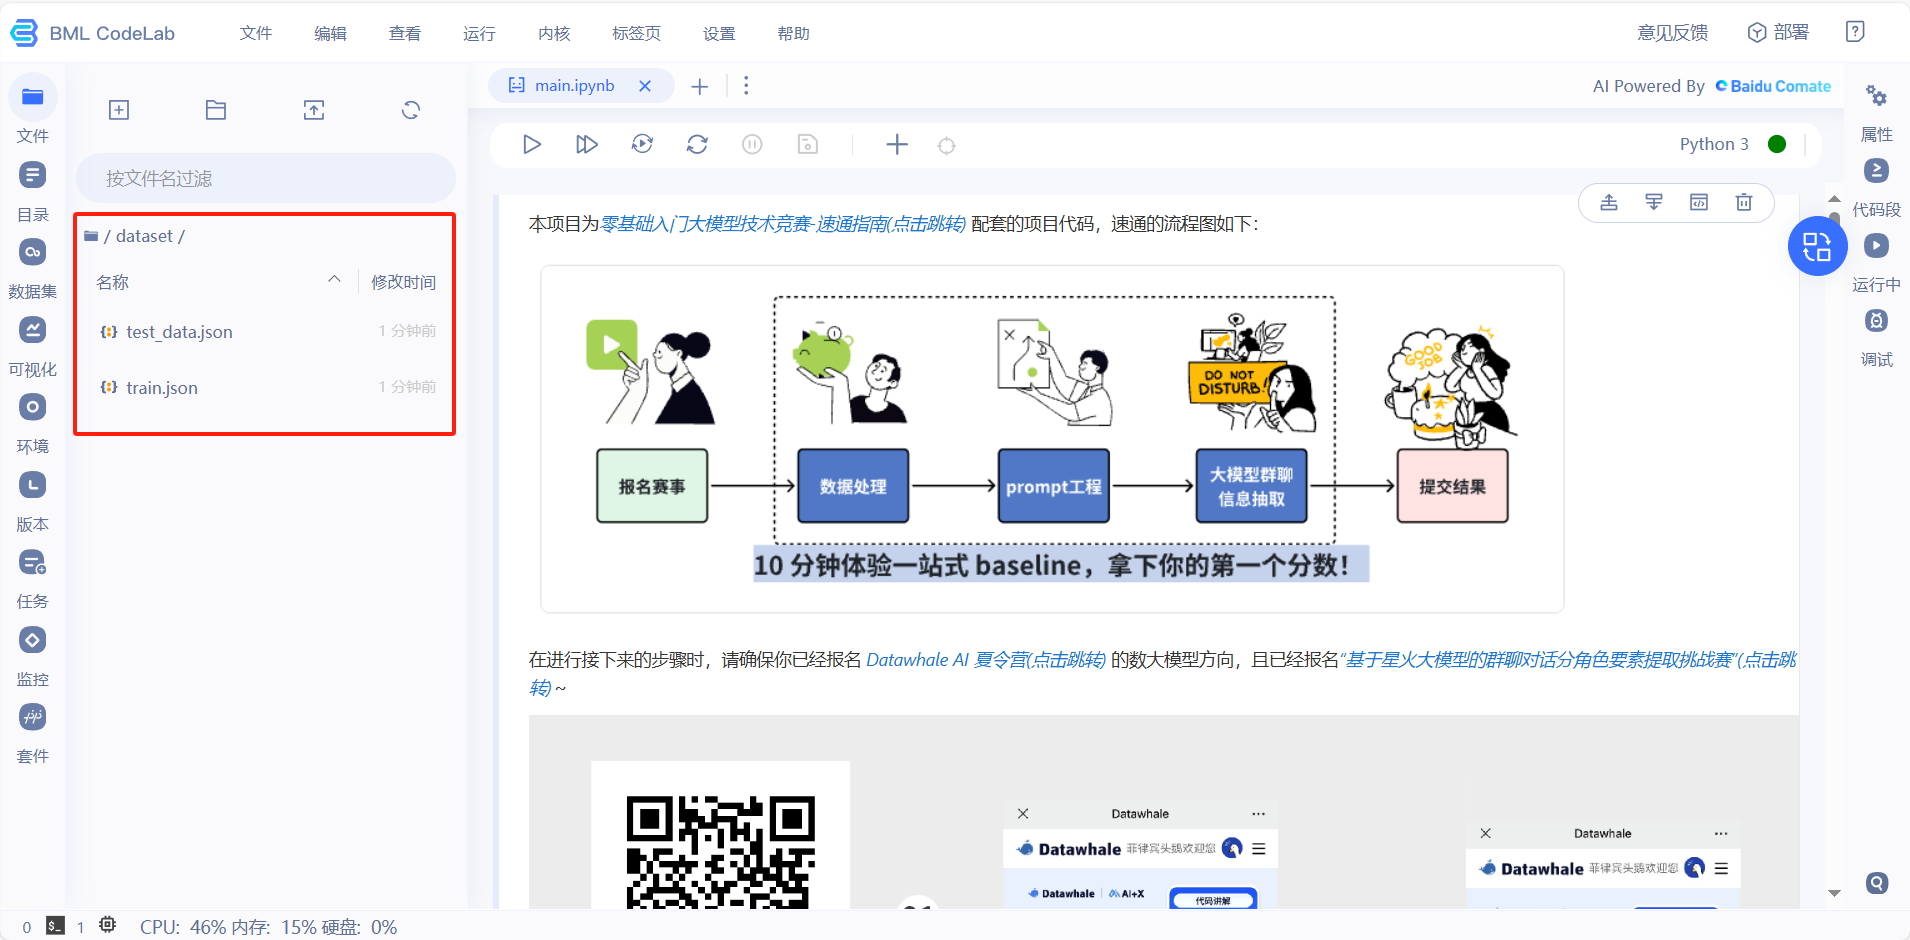 BML CodeLab
文件 编辑 查看 运行 内核 标签页 设置 帮助
意见反馈 部署
main.ipynb
AI Powered By Baidu Comate
Python 3
文件
目录
数据集
可视化
环境
版本
任务
监控
套件
按文件名过滤
/ dataset /
名称 修改时间
test_data.json 1 分钟前
train.json 1 分钟前
本项目为零基础入门大模型技术竞赛-速通指南(点击跳转) 配套的项目代码，速通的流程图如下：
GOOD JOB
DO NOT
DISTURB!
报名赛事
数据处理
prompt工程
大模型群聊
信息抽取
提交结果
10 分钟体验一站式 baseline，拿下你的第一个分数！
在进行接下来的步骤时，请确保你已经报名 Datawhale AI 夏令营(点击跳转) 的数大模型方向，且已经报名“基于星火大模型的群聊对话分角色要素提取挑战赛”(点击跳
转) ~
Datawhale
Datawhale 菲律宾头鹅欢迎您
Datawhale AI+X
代码讲解
Datawhale
Datawhale 菲律宾头鹅欢迎您
属性
代码段
运行中
调试
0 1 CPU: 46% 内存: 15% 硬盘: 0%